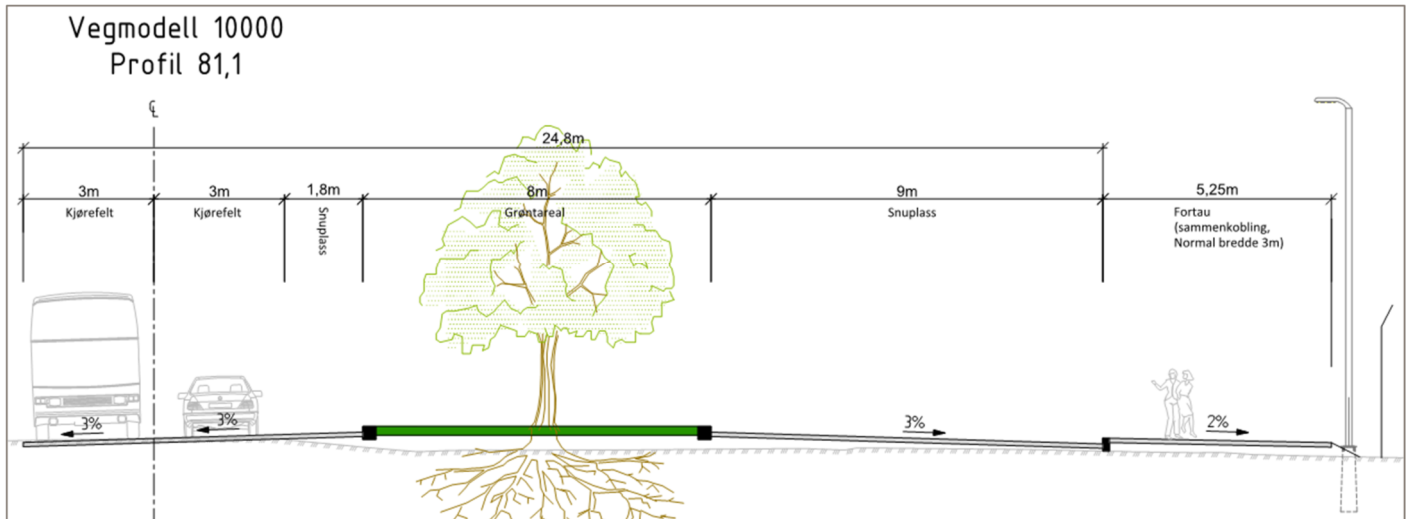 Vegmodell 10000
Profil 81,1
℄
24,8m
3m
3m
1,8m
8m
9m
5,25m
Kjørefelt
Kjørefelt
Snuplass
Grøntareal
Snuplass
Fortau
(sammenkobling,
Normal bredde 3m)
3%
3%
3%
2%